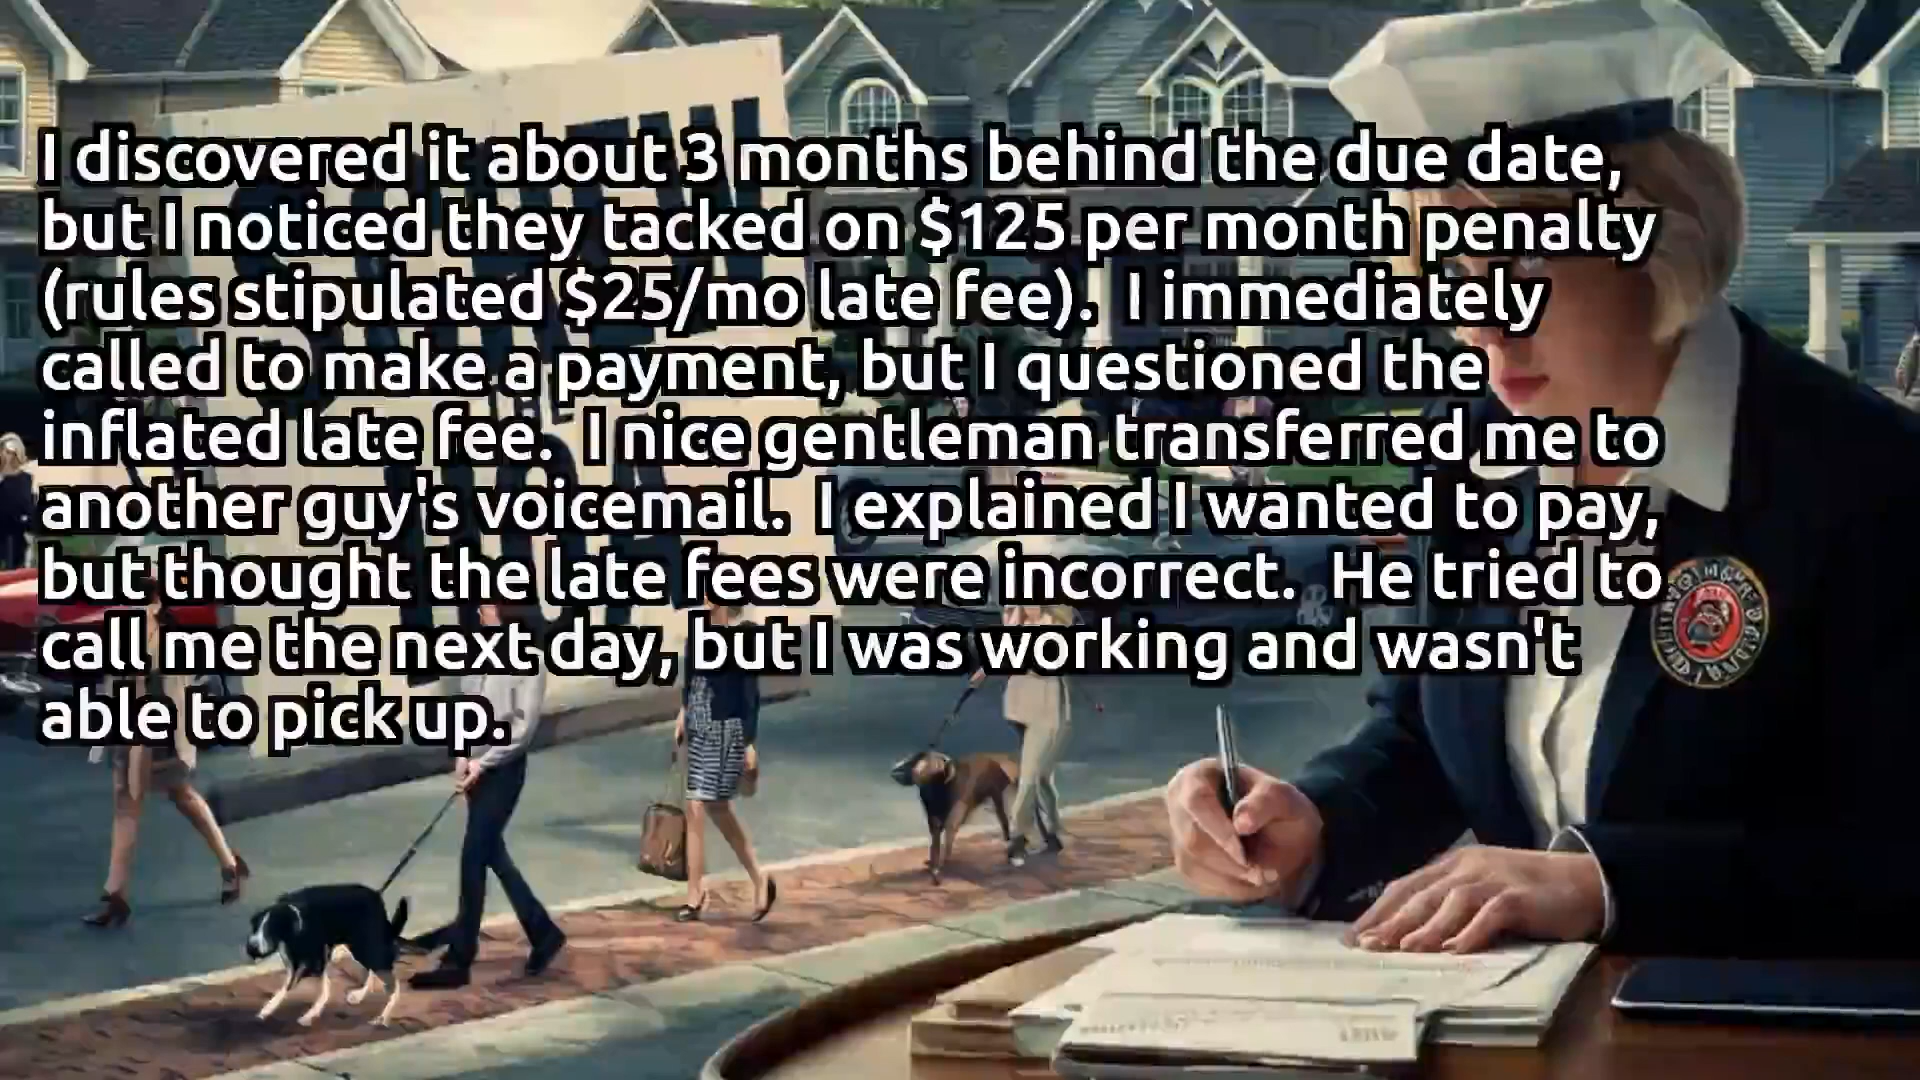 I discovered it about 3 months behind the due date,
but I noticed they tacked on $125 per month penalty
(rules stipulated $25/mo late fee).  I immediately
called to make a payment, but I questioned the
inflated late fee.  I nice gentleman transferred me to
another guy's voicemail.  I explained I wanted to pay,
but thought the late fees were incorrect.  He tried to
call me the next day, but I was working and wasn't
able to pick up.